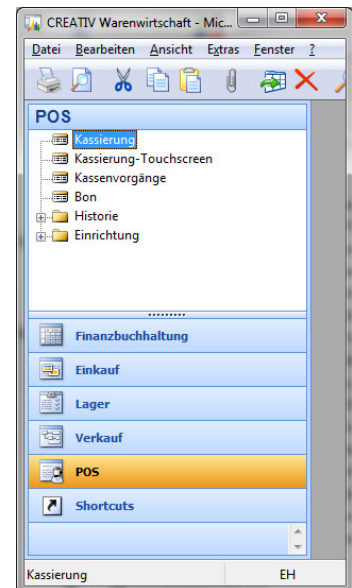 CREATIV Warenwirtschaft - Mic...
Datei Bearbeiten Ansicht Extras Fenster ?
POS
Kassierung
Kassierung-Touchscreen
Kassenvorgänge
Bon
Historie
Einrichtung
Finanzbuchhaltung
Einkauf
Lager
Verkauf
POS
Shortcuts
Kassierung EH